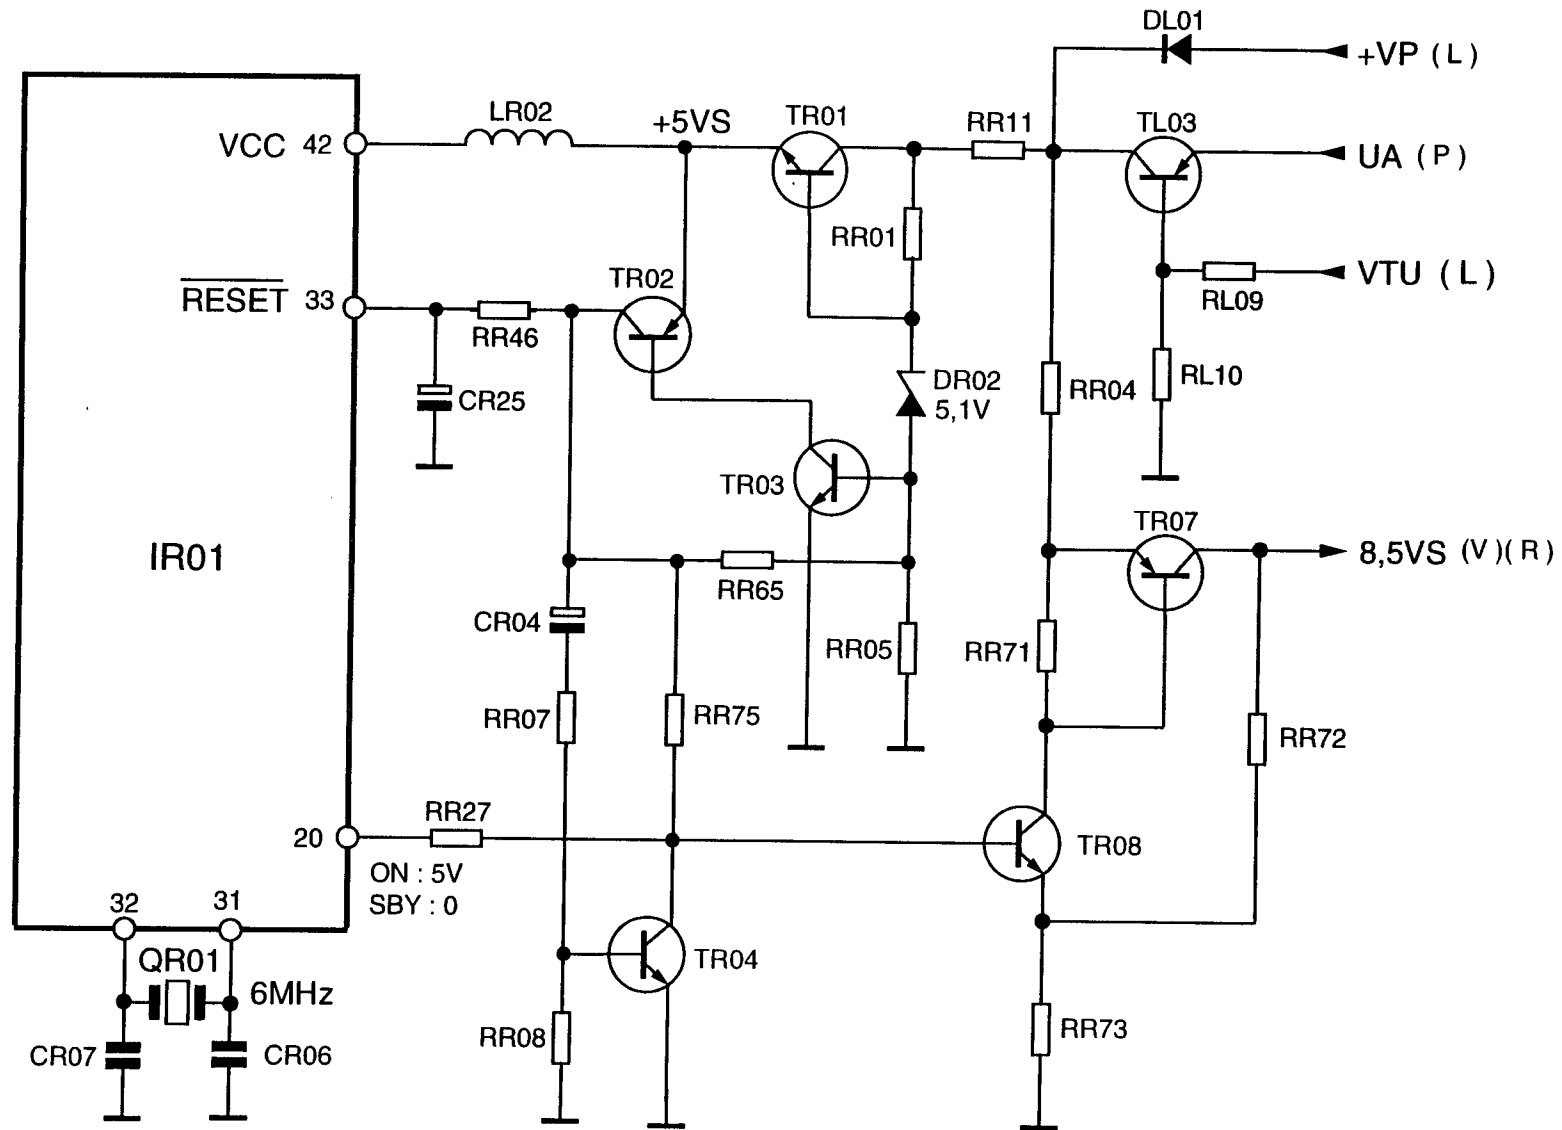 DL01
+VP ( L )
LR02
+5VS
TR01
RR11
TL03
VCC 42
UA ( P )
RR01
VTU ( L )
RL09
TR02
RESET 33
RR46
CR25
DR02
5,1V
RR04
RL10
TR03
TR07
IR01
8,5VS (V)(R)
RR65
CR04
RR05
RR71
RR07
RR75
RR72
RR27
20
TR08
ON : 5V
SBY : 0
32
31
QR01
6MHz
TR04
RR08
RR73
CR07
CR06